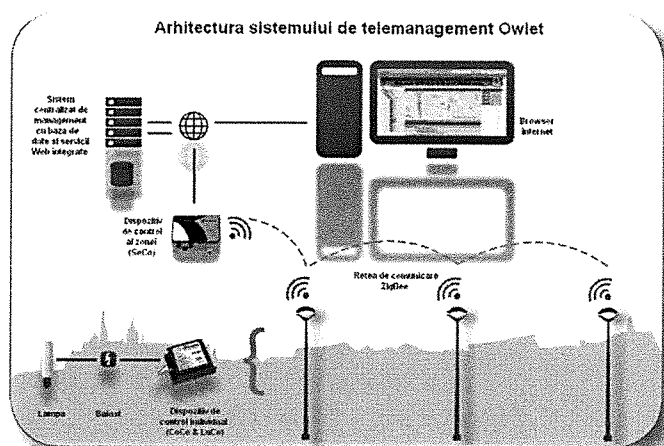 Arhitectura sistemului de telemanagement Owlet
Sistem
centralizat de
management
cu baza de
date si servicii
Web integrate
Browser
Internet
Dispozitiv
de control
al zonei
(SeCo)
Retea de comunicare
ZigBee
Lampa
Balast
Dispozitiv de
control individual
(CoCo & LuCo)